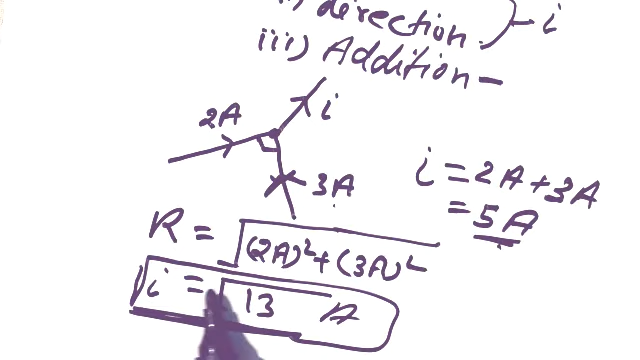 direction
i
iii) Addition -
2A
i
3A
i = 2A + 3A
= 5A
R = √(2A)² + (3A)²
i = √13 A